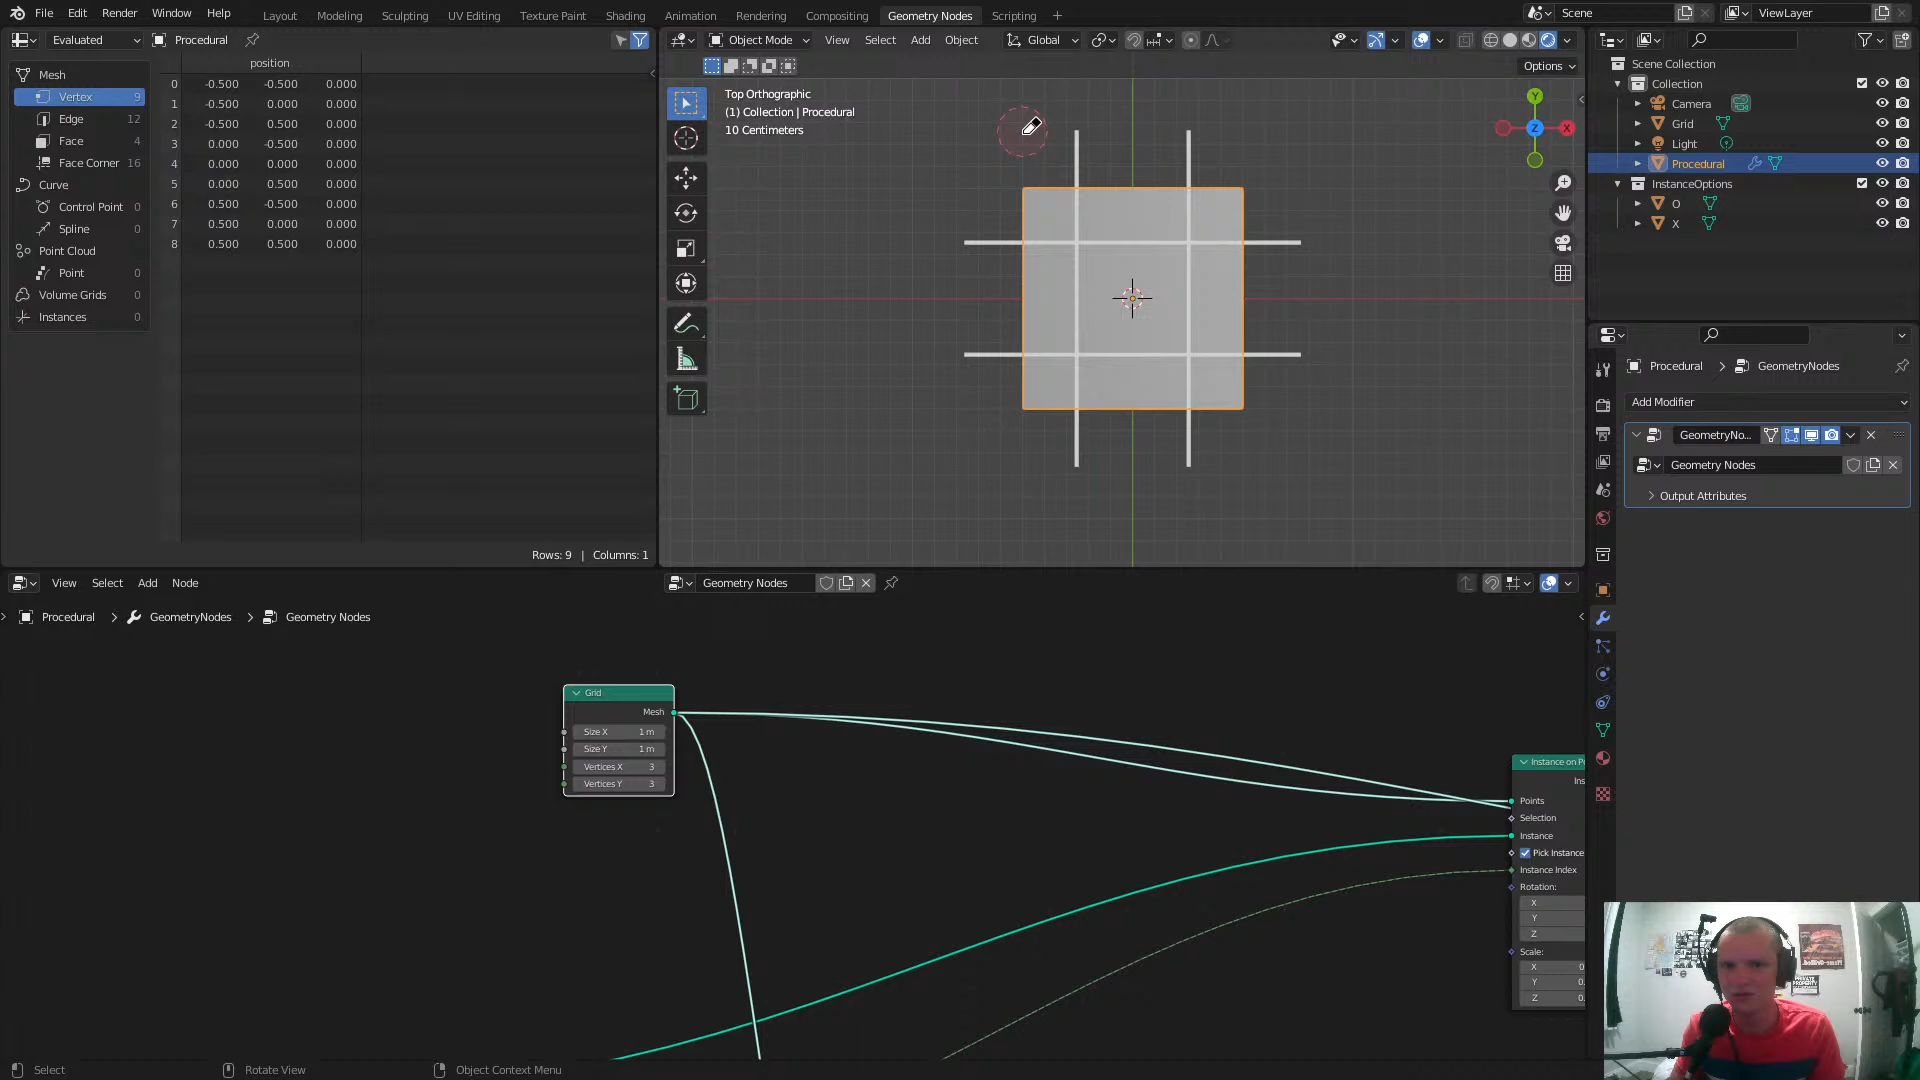 File Edit Render Window Help Layout Modeling Sculpting UV Editing Texture Paint Shading Animation Rendering Compositing Geometry Nodes Scripting + Scene ViewLayer
Evaluated Procedural
position
Mesh
Vertex 9
Edge 12
Face 4
Face Corner 16
Curve
Control Point 0
Spline 0
Point Cloud
Point 0
Volume Grids 0
Instances 0
0 -0.500 -0.500 0.000
1 -0.500 0.000 0.000
2 -0.500 0.500 0.000
3 0.000 -0.500 0.000
4 0.000 0.000 0.000
5 0.000 0.500 0.000
6 0.500 -0.500 0.000
7 0.500 0.000 0.000
8 0.500 0.500 0.000
Rows: 9 | Columns: 1
Object Mode View Select Add Object Global
Options
Top Orthographic
(1) Collection | Procedural
10 Centimeters
Y
Z
X
Scene Collection
Collection
Camera
Grid
Light
Procedural
InstanceOptions
O
X
Procedural > GeometryNodes
Add Modifier
GeometryNo...
Geometry Nodes
Output Attributes
View Select Add Node Geometry Nodes
Procedural > GeometryNodes > Geometry Nodes
Grid
Mesh
Size X 1 m
Size Y 1 m
Vertices X 3
Vertices Y 3
Instance on P
Ins
Points
Selection
Instance
Pick Instance
Instance Index
Rotation:
X
Y
Z
Scale:
X 0
Y 0.
Z 0.
Select Rotate View Object Context Menu